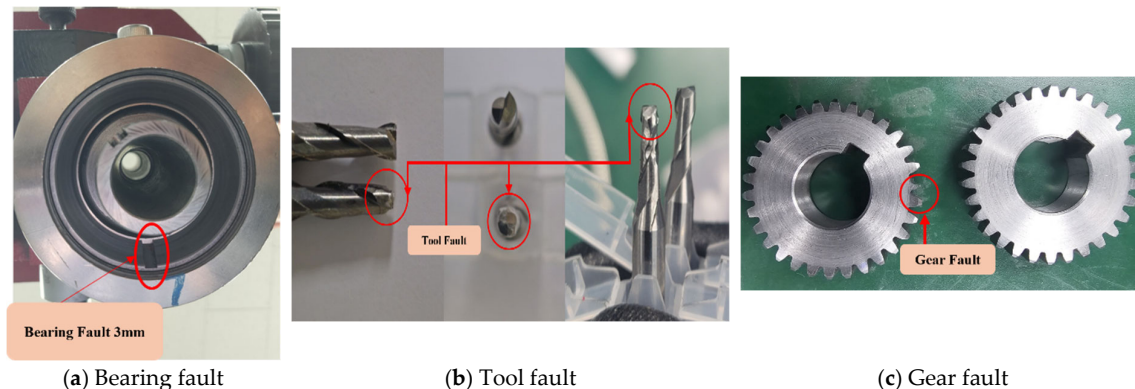 Bearing Fault 3mm
Tool Fault
Gear Fault
(a) Bearing fault
(b) Tool fault
(c) Gear fault